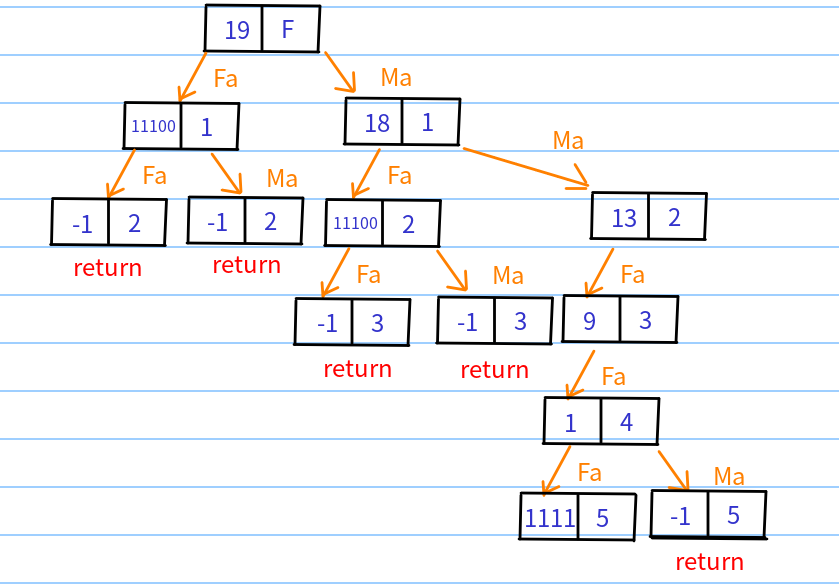 19 F
Fa Ma
11100 1
18 1
Ma
Fa Ma Fa
-1 2
-1 2
11100 2
13 2
return return
Fa Ma Fa
-1 3
-1 3
9 3
return return
Fa
1 4
Fa Ma
1111 5
-1 5
return